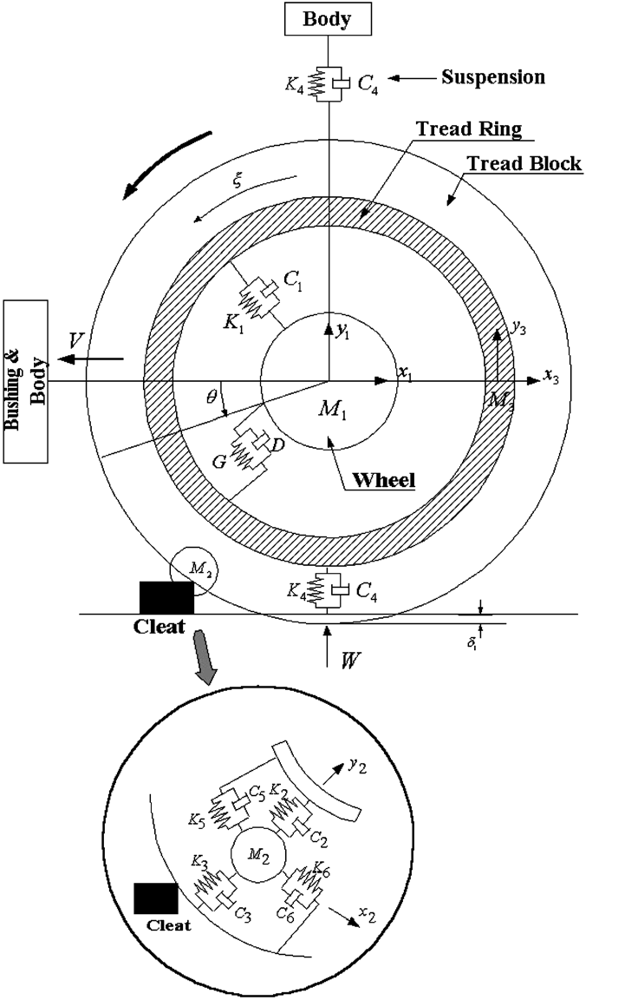 Body
K4
C4
Suspension
Tread Ring
Tread Block
ξ
C1
K1
Bushing &
Body
V
y1
y3
x1
x3
θ
M1
M3
D
G
Wheel
M2
K4
C4
Cleat
δ1
W
y2
C5
K2
K5
C2
M2
K3
K6
C3
C6
Cleat
x2